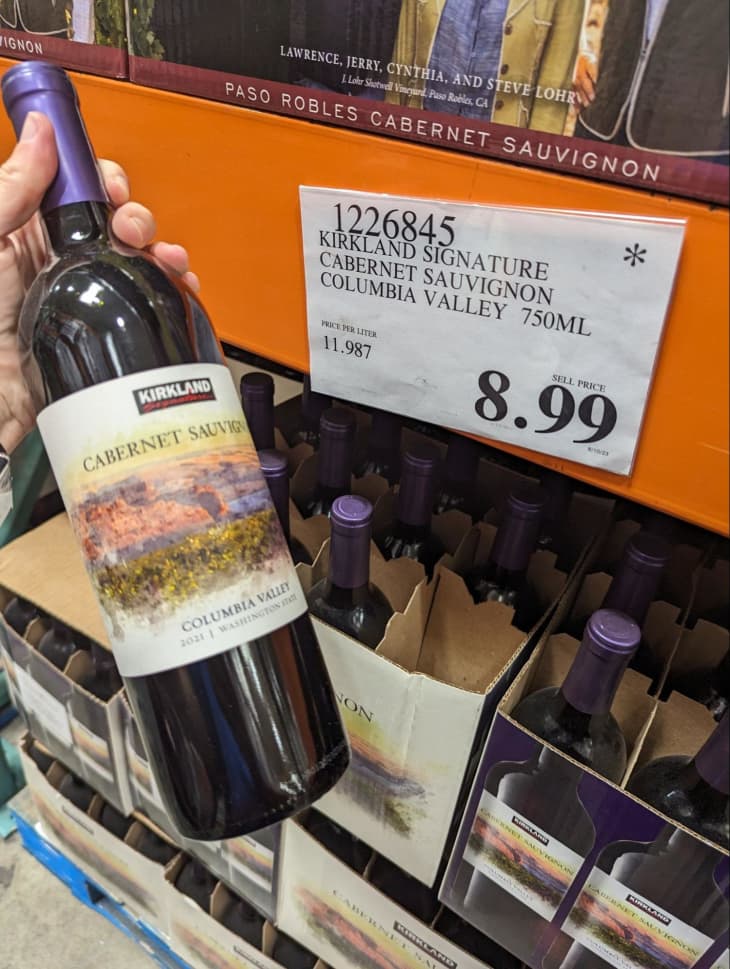 VIGNON
LAWRENCE, JERRY, CYNTHIA, AND STEVE LOHR
J. Lohr Shotwell Vineyard, Paso Robles, CA
PASO ROBLES CABERNET SAUVIGNON
1226845
*
KIRKLAND SIGNATURE
CABERNET SAUVIGNON
COLUMBIA VALLEY 750ML
PRICE PER LITER
11.987
SELL PRICE
8.99
KIRKLAND
Signature
CABERNET SAUVIGN
COLUMBIA VALLEY
2021 | WASHINGTON STATE
NON
KIRKLAND
CABERNET SAUVIGNON
KIRKLAND
CABERNET SAUVIGNON
KIRKLAND
CABERNET SAU